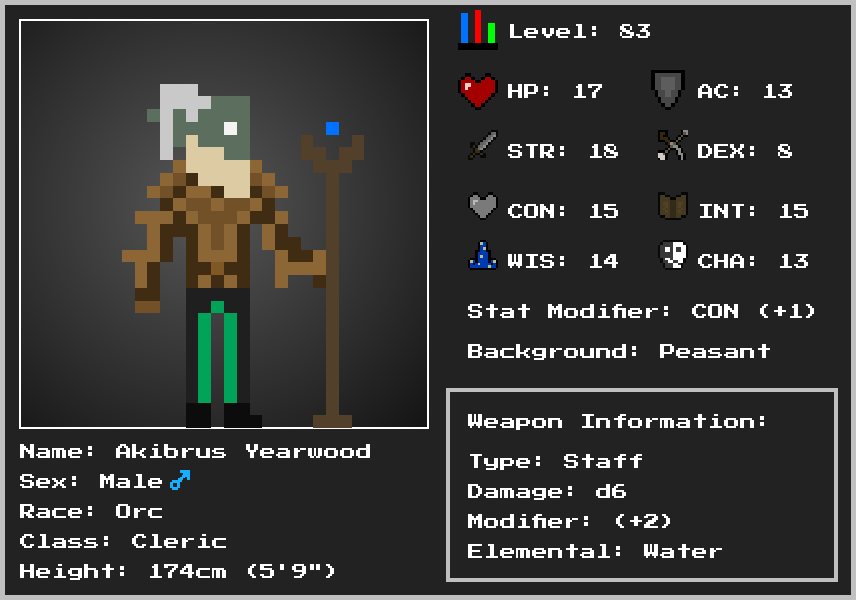 Level: 83
HP: 17 AC: 13
STR: 18 DEX: 8
CON: 15 INT: 15
WIS: 14 CHA: 13
Stat Modifier: CON (+1)
Background: Peasant
Weapon Information:
Type: Staff
Damage: d6
Modifier: (+2)
Elemental: Water
Name: Akibrus Yearwood
Sex: Male♂
Race: Orc
Class: Cleric
Height: 174cm (5'9")